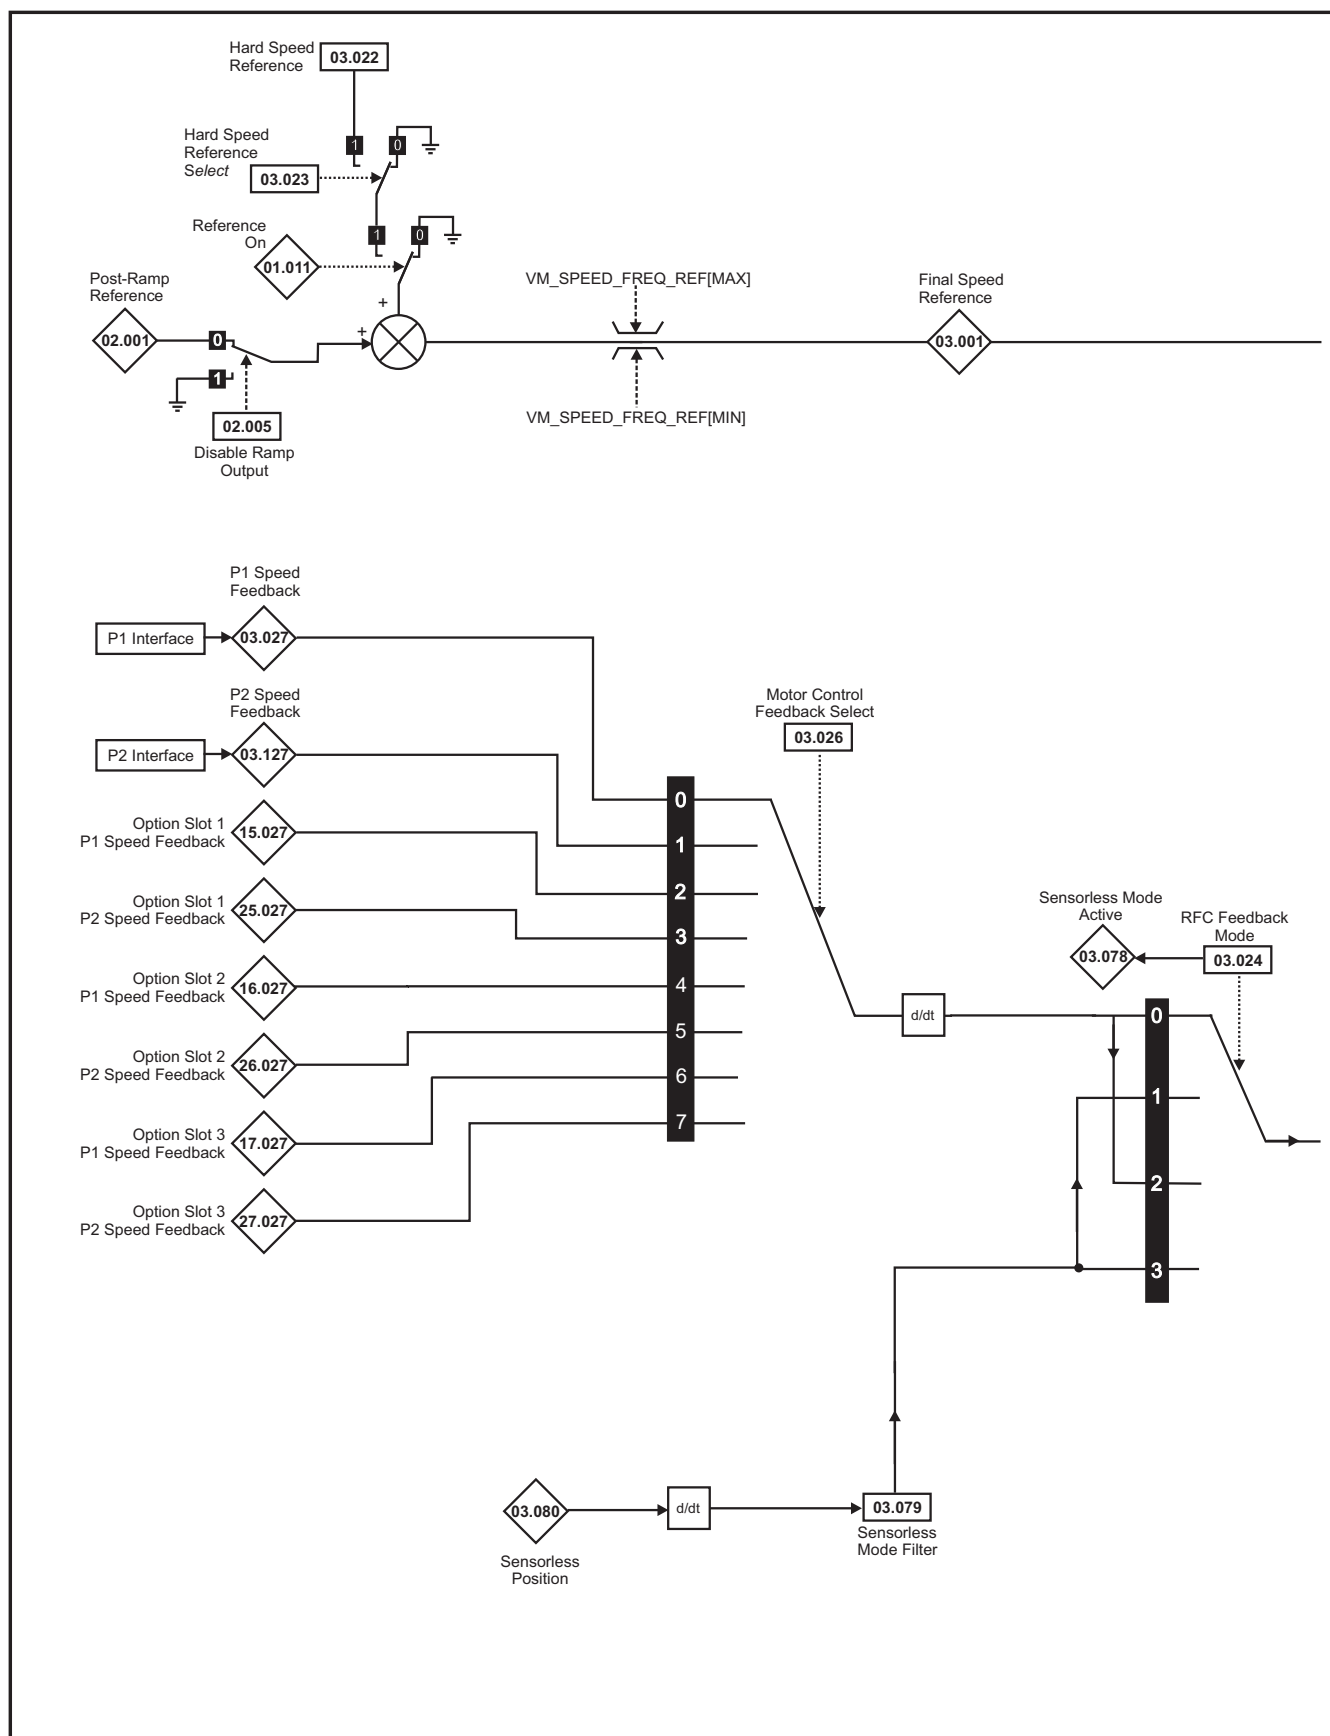 Hard Speed
Reference
03.022
Hard Speed
Reference
Select
1
0
03.023
Reference
On
1
0
01.011
Post-Ramp
Reference
VM_SPEED_FREQ_REF[MAX]
Final Speed
Reference
+
+
02.001
0
03.001
1
02.005
VM_SPEED_FREQ_REF[MIN]
Disable Ramp
Output
P1 Speed
Feedback
P1 Interface
03.027
P2 Speed
Feedback
Motor Control
Feedback Select
03.026
P2 Interface
03.127
0
Option Slot 1
P1 Speed Feedback
15.027
1
2
Option Slot 1
P2 Speed Feedback
25.027
3
Sensorless Mode
Active
RFC Feedback
Mode
03.078
03.024
Option Slot 2
P1 Speed Feedback
16.027
4
d/dt
0
5
Option Slot 2
P2 Speed Feedback
26.027
6
1
Option Slot 3
P1 Speed Feedback
17.027
7
2
Option Slot 3
P2 Speed Feedback
27.027
3
03.080
d/dt
03.079
Sensorless
Mode Filter
Sensorless
Position